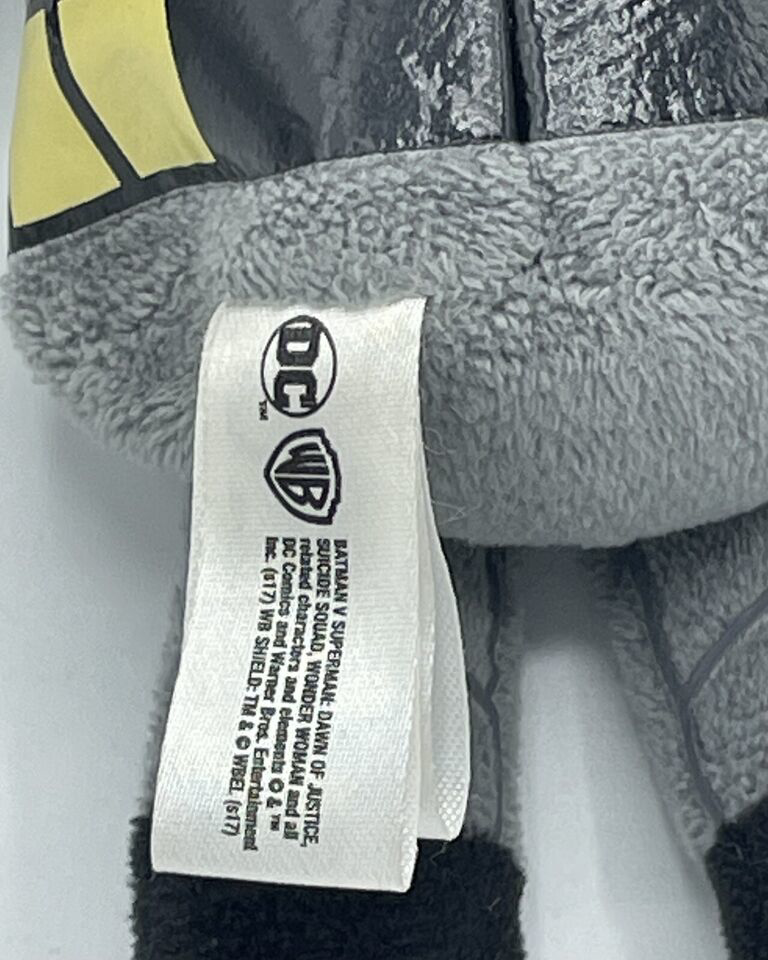 DC
TM
WB
BATMAN V SUPERMAN: DAWN OF JUSTICE,
SUICIDE SQUAD, WONDER WOMAN and all
related characters and elements © & ™
DC Comics and Warner Bros. Entertainment
Inc. (s17) WB SHIELD: TM & © WBEI. (s17)